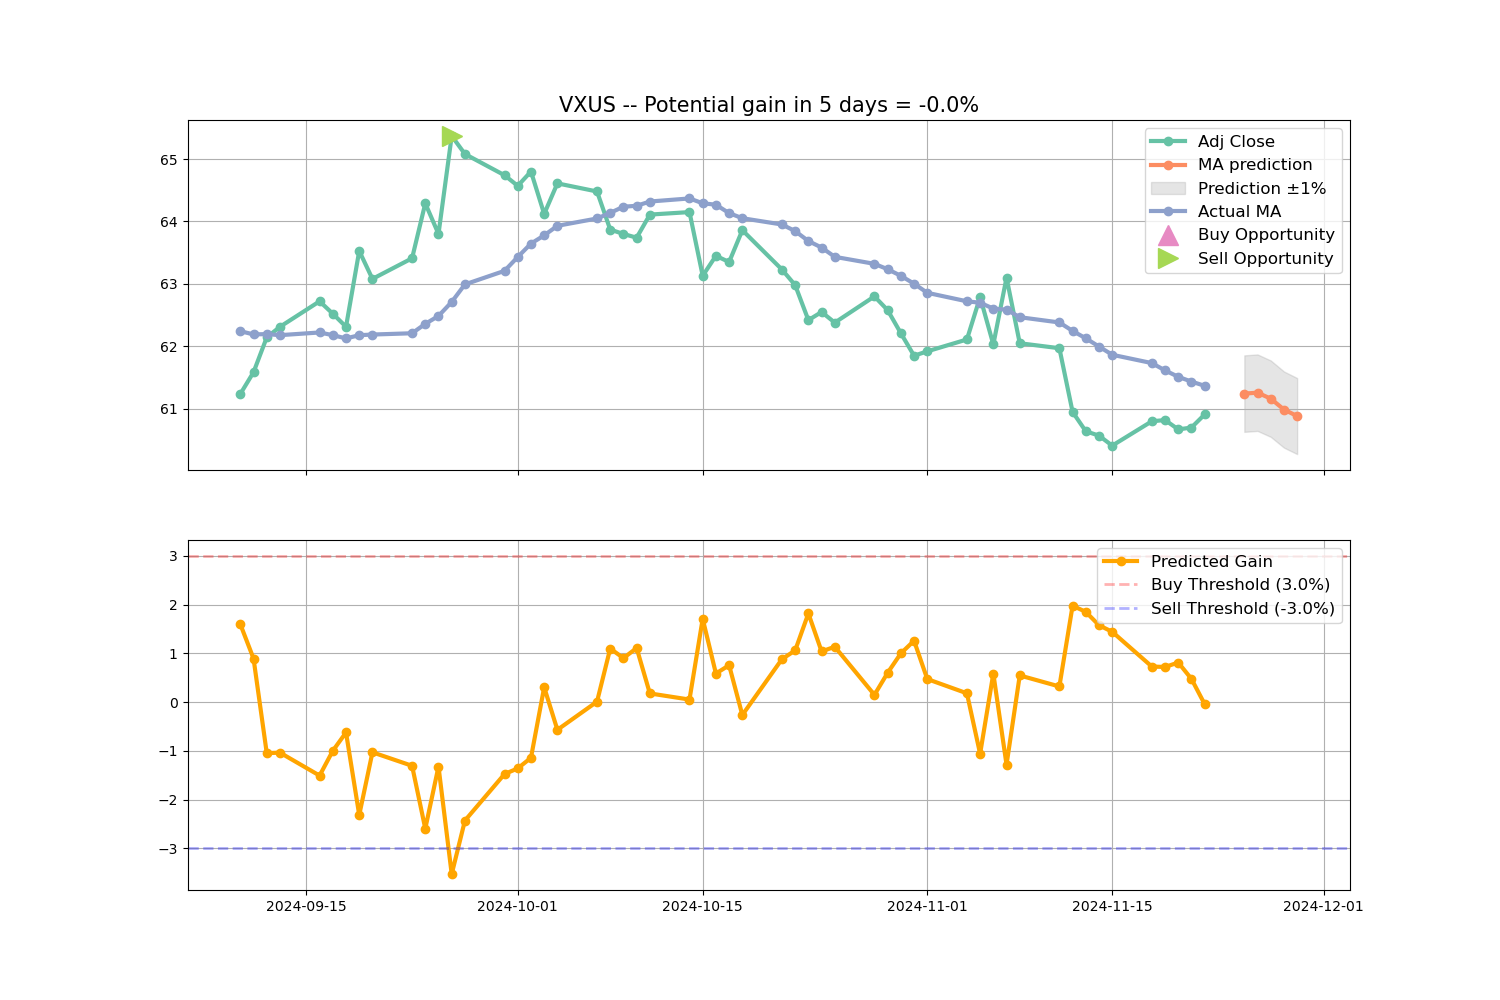 VXUS -- Potential gain in 5 days = -0.0%
65
64
63
62
61
Adj Close
MA prediction
Prediction ±1%
Actual MA
Buy Opportunity
Sell Opportunity
3
2
1
0
−1
−2
−3
Predicted Gain
Buy Threshold (3.0%)
Sell Threshold (-3.0%)
2024-09-15
2024-10-01
2024-10-15
2024-11-01
2024-11-15
2024-12-01